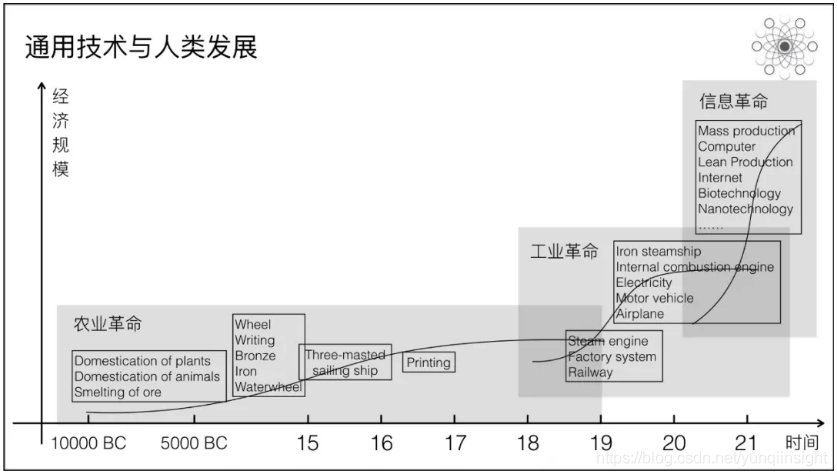 通用技术与人类发展
经济规模
信息革命
Mass production
Computer
Lean Production
Internet
Biotechnology
Nanotechnology
……
工业革命
Iron steamship
Internal combustion engine
Electricity
Motor vehicle
Airplane
农业革命
Domestication of plants
Domestication of animals
Smelting of ore
Wheel
Writing
Bronze
Iron
Waterwheel
Three-masted
sailing ship
Printing
Steam engine
Factory system
Railway
10000 BC 5000 BC 15 16 17 18 19 20 21 时间
https://blog.csdn.net/yunqiinsight